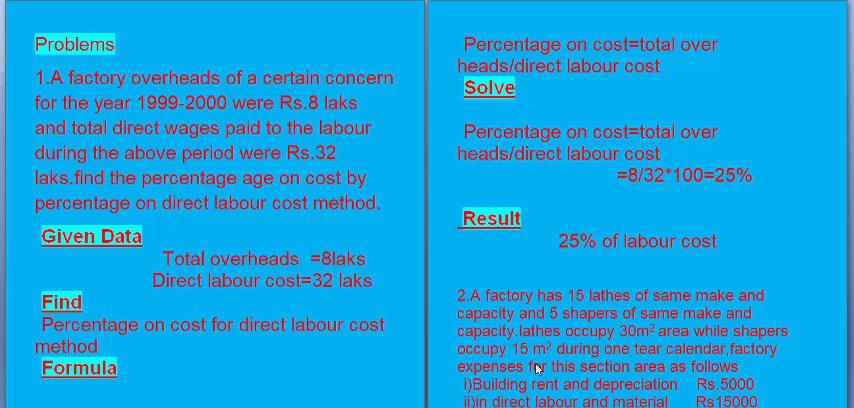 Problems
1.A factory overheads of a certain concern
for the year 1999-2000 were Rs.8 laks
and total direct wages paid to the labour
during the above period were Rs.32
laks.find the percentage age on cost by
percentage on direct labour cost method.
Given Data
Total overheads =8laks
Direct labour cost=32 laks
Find
Percentage on cost for direct labour cost
method
Formula
Percentage on cost=total over
heads/direct labour cost
Solve
Percentage on cost=total over
heads/direct labour cost
=8/32*100=25%
Result
25% of labour cost
2.A factory has 15 lathes of same make and
capacity and 5 shapers of same make and
capacity.lathes occupy 30m² area while shapers
occupy 15 m² during one tear calendar,factory
expenses for this section area as follows
i)Building rent and depreciation Rs.5000
ii)in direct labour and material Rs15000